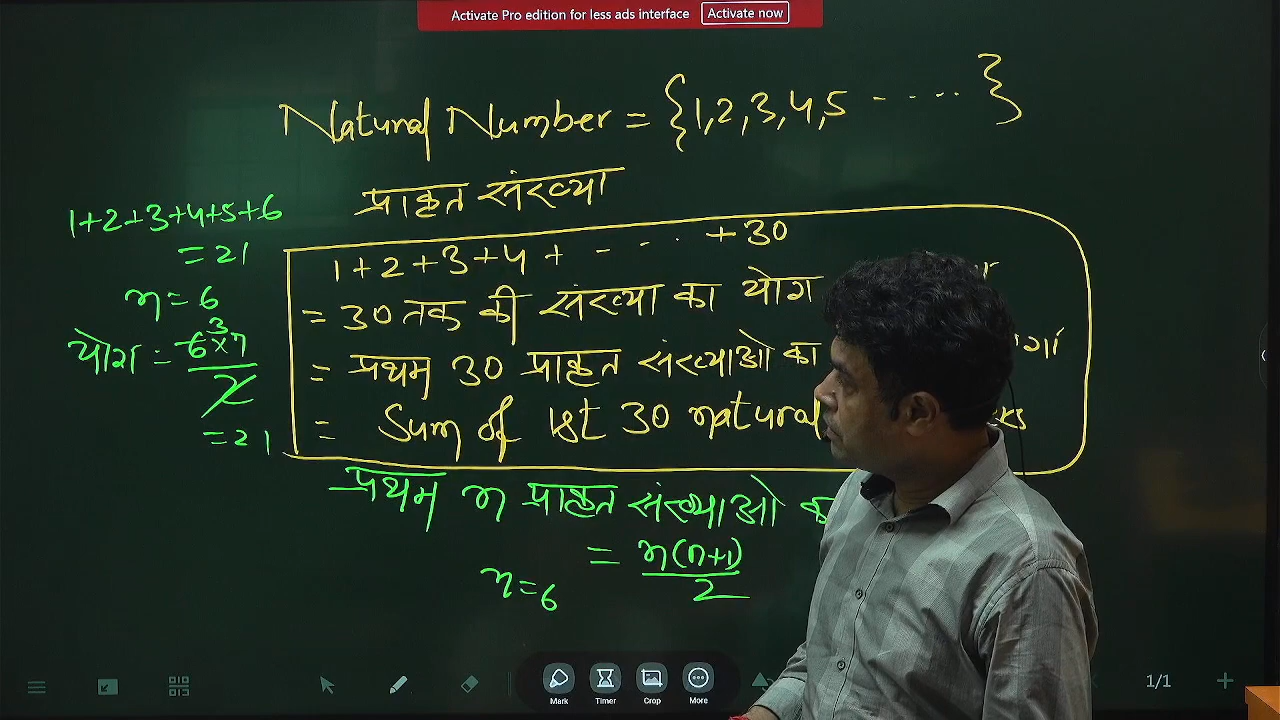 Activate Pro edition for less ads interface Activate now
Natural Number = {1,2,3,4,5 - - - - - }
प्राकृत संख्या
1+2+3+4+5+6
= 21
n = 6
योग = 6×7
3
2
= 21
1+2+3+4+ - - - - +30
= 30 तक की संख्या का योग
= प्रथम 30 प्राकृत संख्याओं का
= Sum of 1st 30 natural
प्रथम n प्राकृत संख्याओं
= n(n+1)
2
n=6
Mark Timer Crop More
1/1